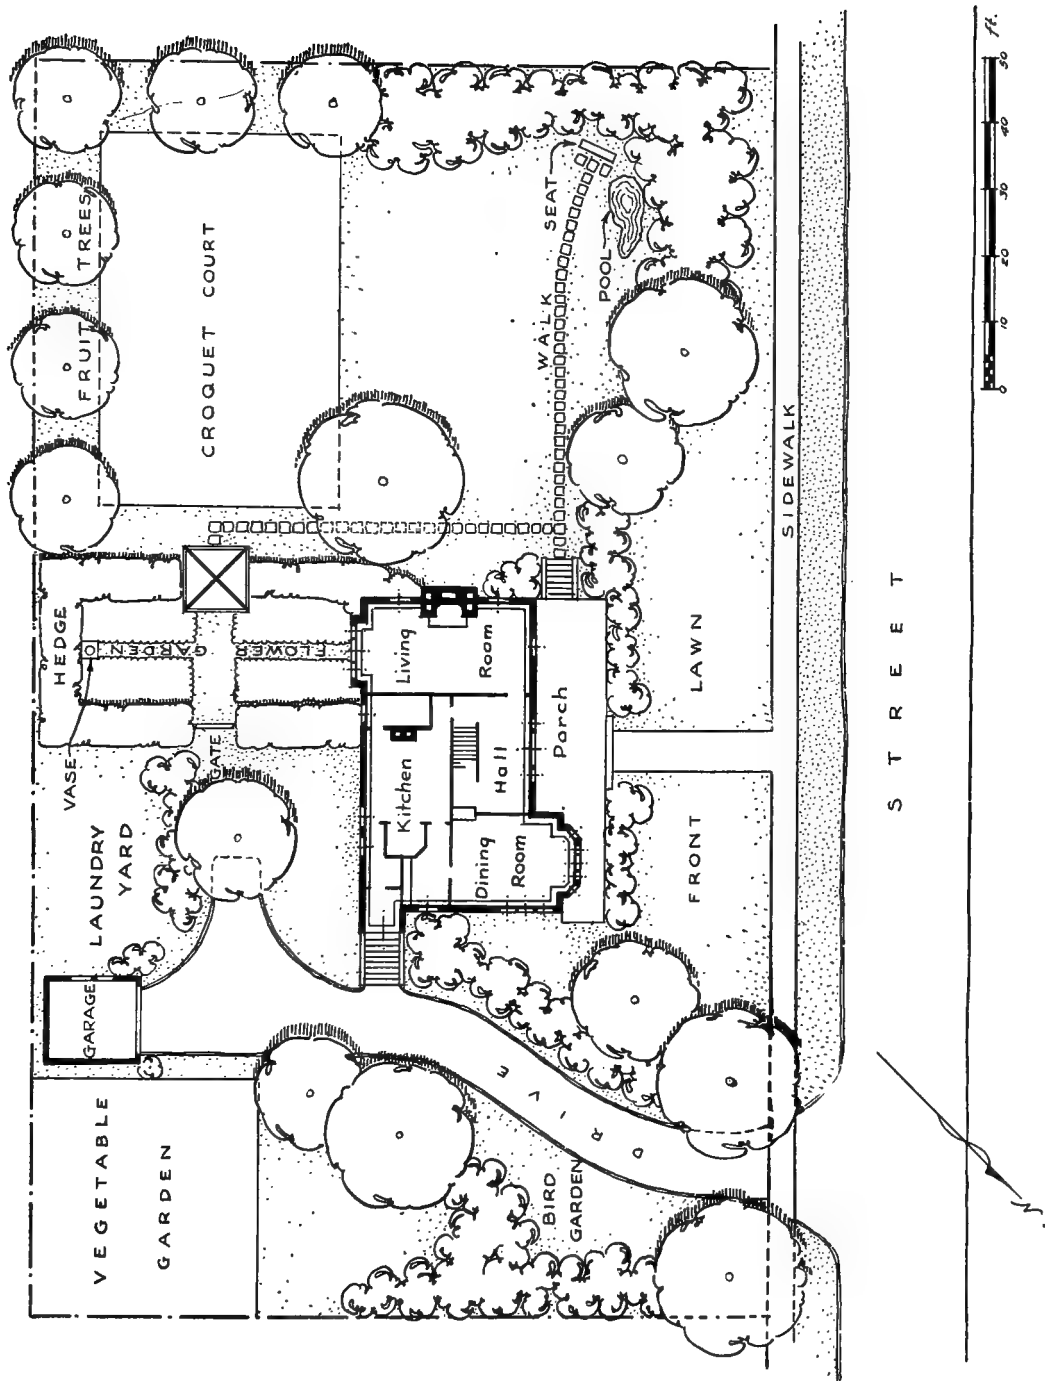 FRUIT TREES
CROQUET COURT
SEAT
POOL
WALK
HEDGE
FLOWER GARDEN
VASE
GATE
LAUNDRY
YARD
Living
Room
Kitchen
Hall
Dining
Room
Porch
LAWN
FRONT
SIDEWALK
STREET
GARAGE
DRIVE
VEGETABLE
GARDEN
BIRD
GARDEN
0 10 20 30 40 50 ft.
N